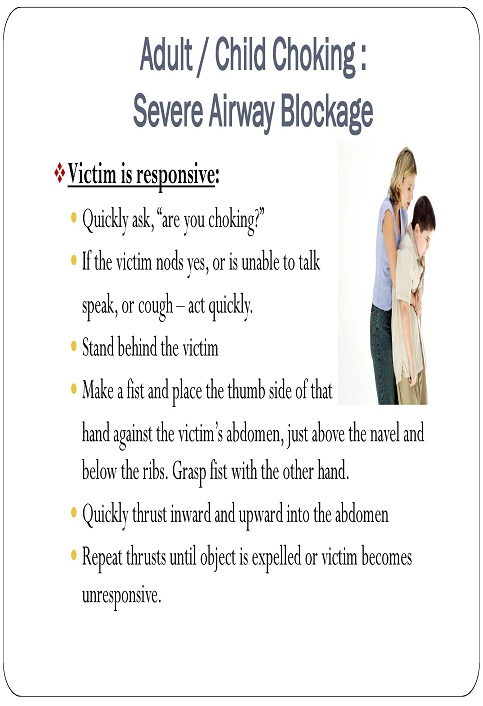 Adult / Child Choking :
Severe Airway Blockage
Victim is responsive:
Quickly ask, “are you choking?”
If the victim nods yes, or is unable to talk
speak, or cough – act quickly.
Stand behind the victim
Make a fist and place the thumb side of that
hand against the victim’s abdomen, just above the navel and
below the ribs. Grasp fist with the other hand.
Quickly thrust inward and upward into the abdomen
Repeat thrusts until object is expelled or victim becomes
unresponsive.